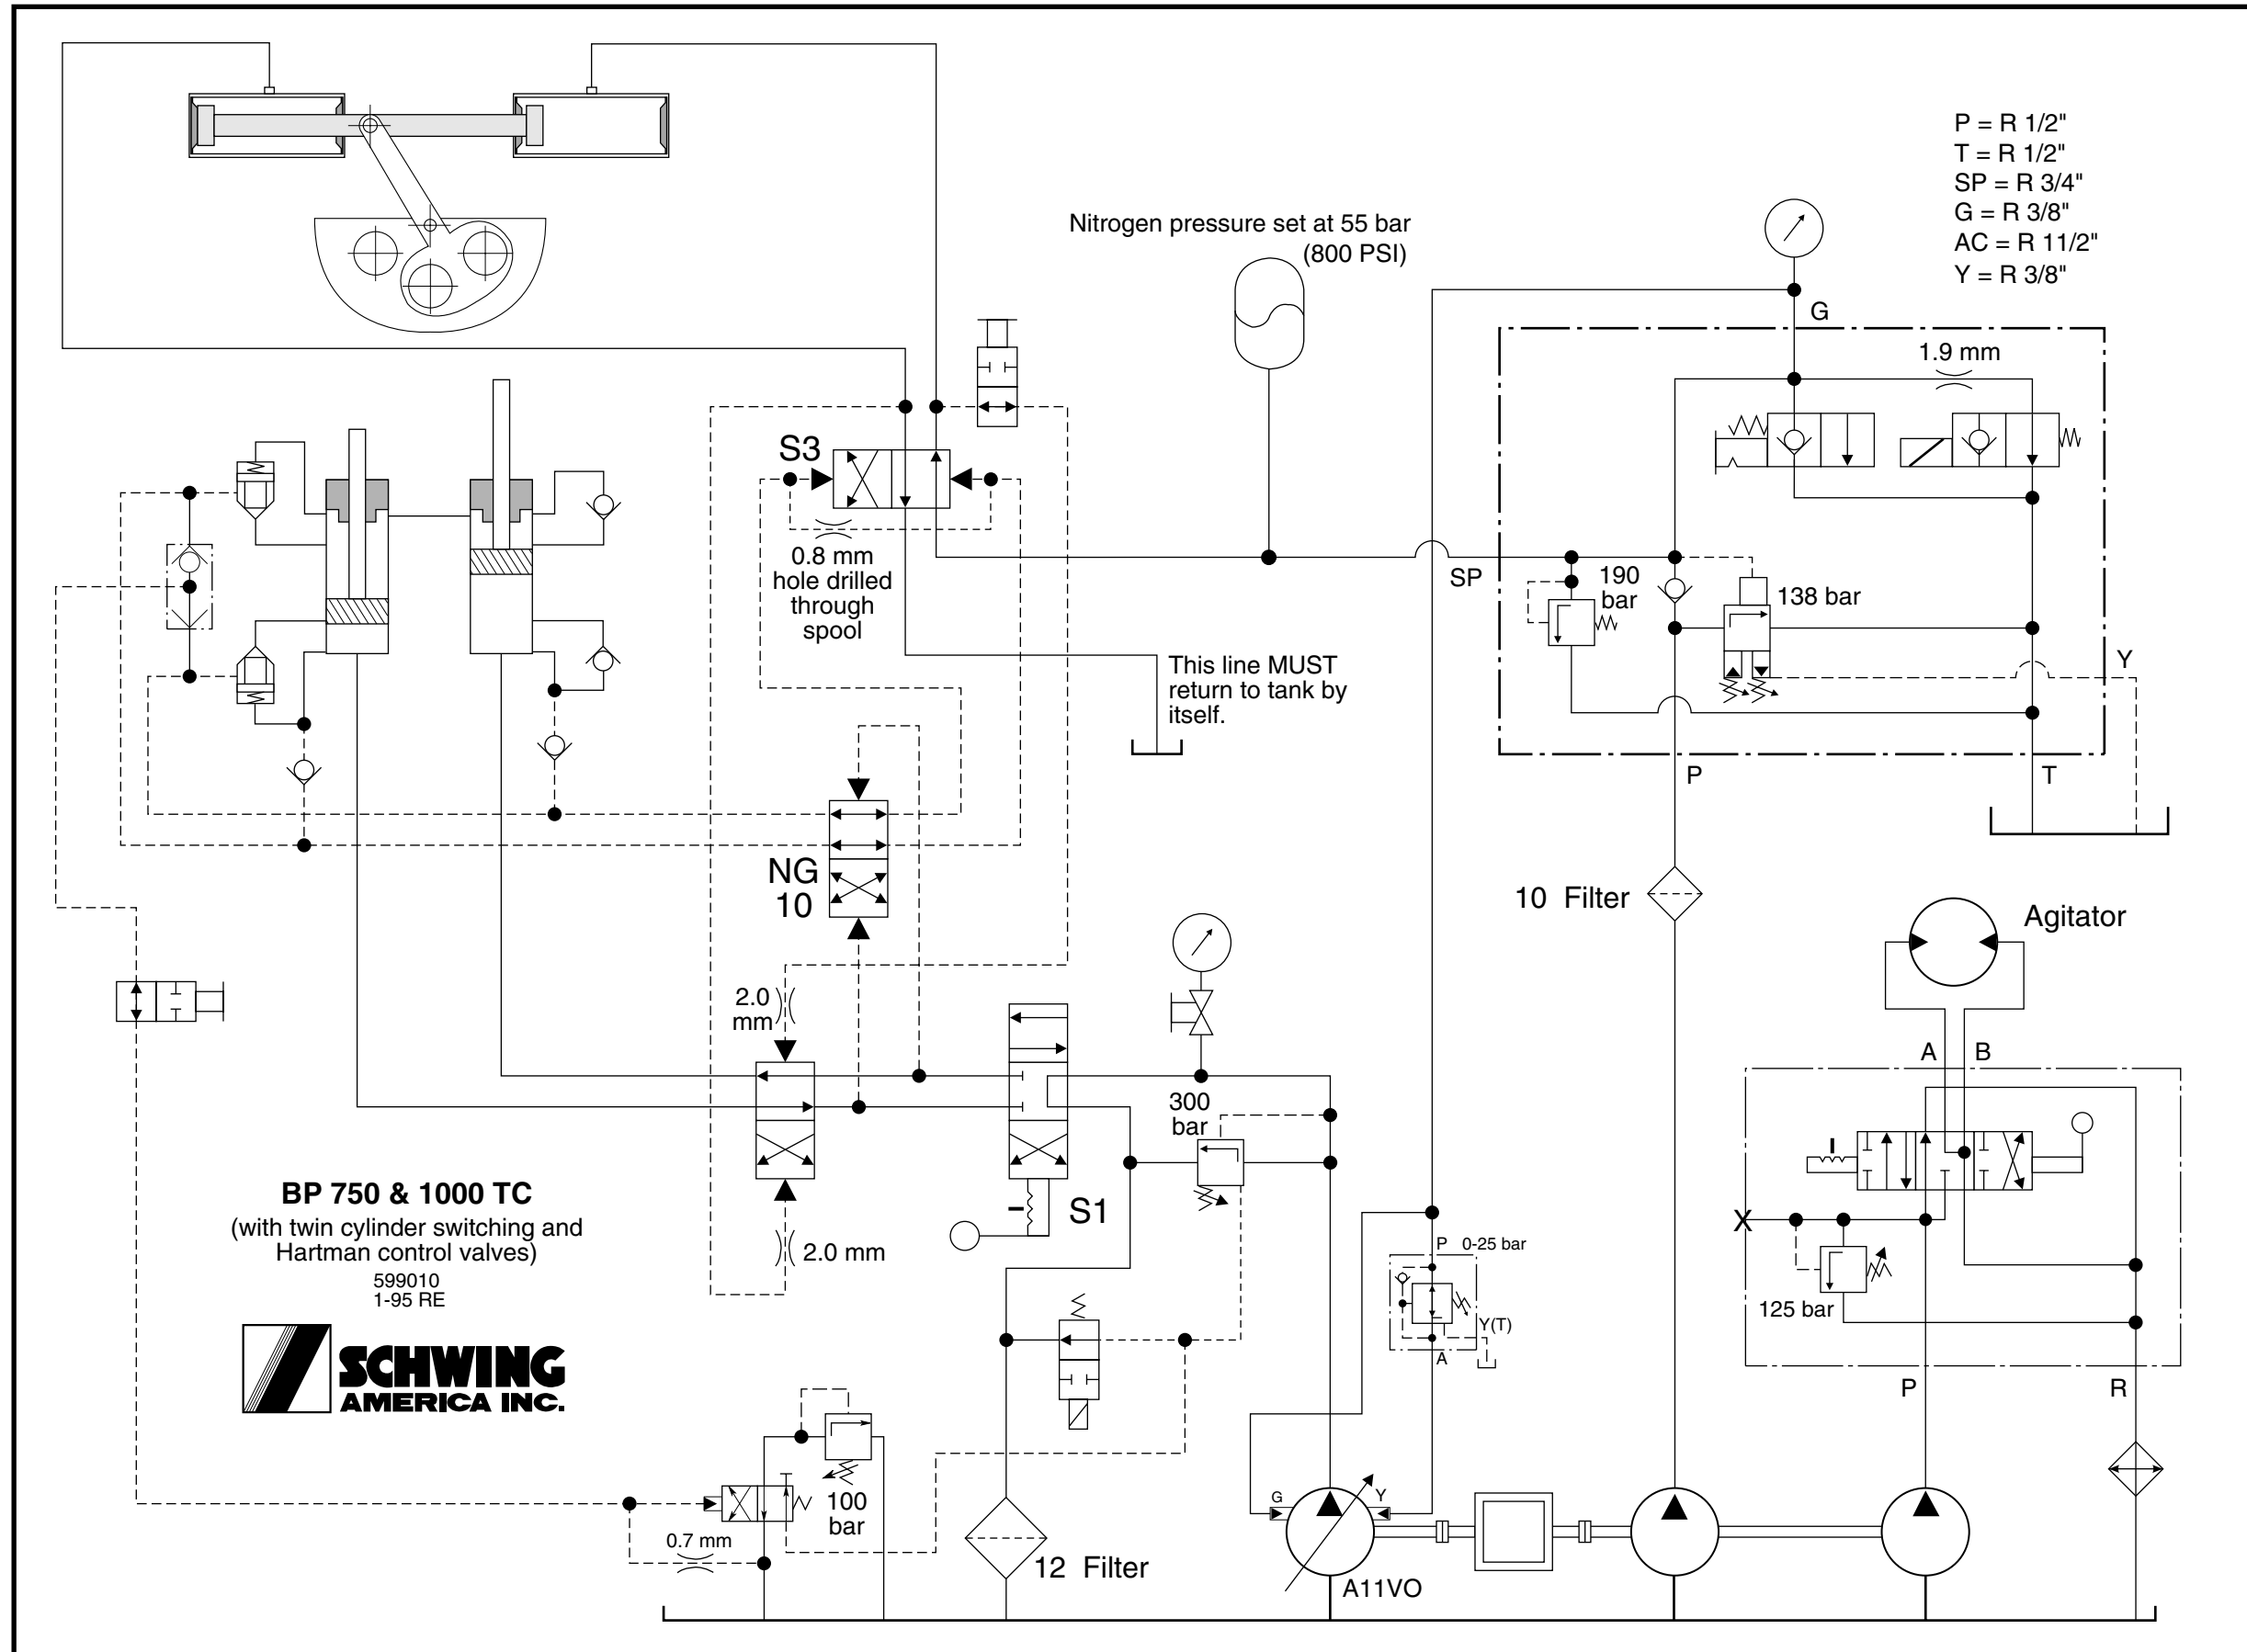 P = R 1/2"
T = R 1/2"
SP = R 3/4"
G = R 3/8"
AC = R 11/2"
Y = R 3/8"
Nitrogen pressure set at 55 bar
(800 PSI)
G
1.9 mm
S3
0.8 mm
hole drilled
through
spool
SP
190
bar
138 bar
Y
This line MUST
return to tank by
itself.
P
T
NG
10
10 Filter
Agitator
2.0
mm
A
B
300
bar
BP 750 & 1000 TC
(with twin cylinder switching and
Hartman control valves)
599010
1-95 RE
S1
2.0 mm
X
P
0-25 bar
125 bar
Y(T)
A
SCHWING
AMERICA INC.
P
R
100
bar
G
Y
0.7 mm
12 Filter
A11VO